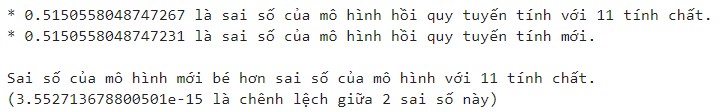 * 0.5150558048747267 là sai số của mô hình hồi quy tuyến tính với 11 tính chất.
* 0.5150558048747231 là sai số của mô hình hồi quy tuyến tính mới.
Sai số của mô hình mới bé hơn sai số của mô hình với 11 tính chất.
(3.552713678800501e-15 là chênh lệch giữa 2 sai số này)